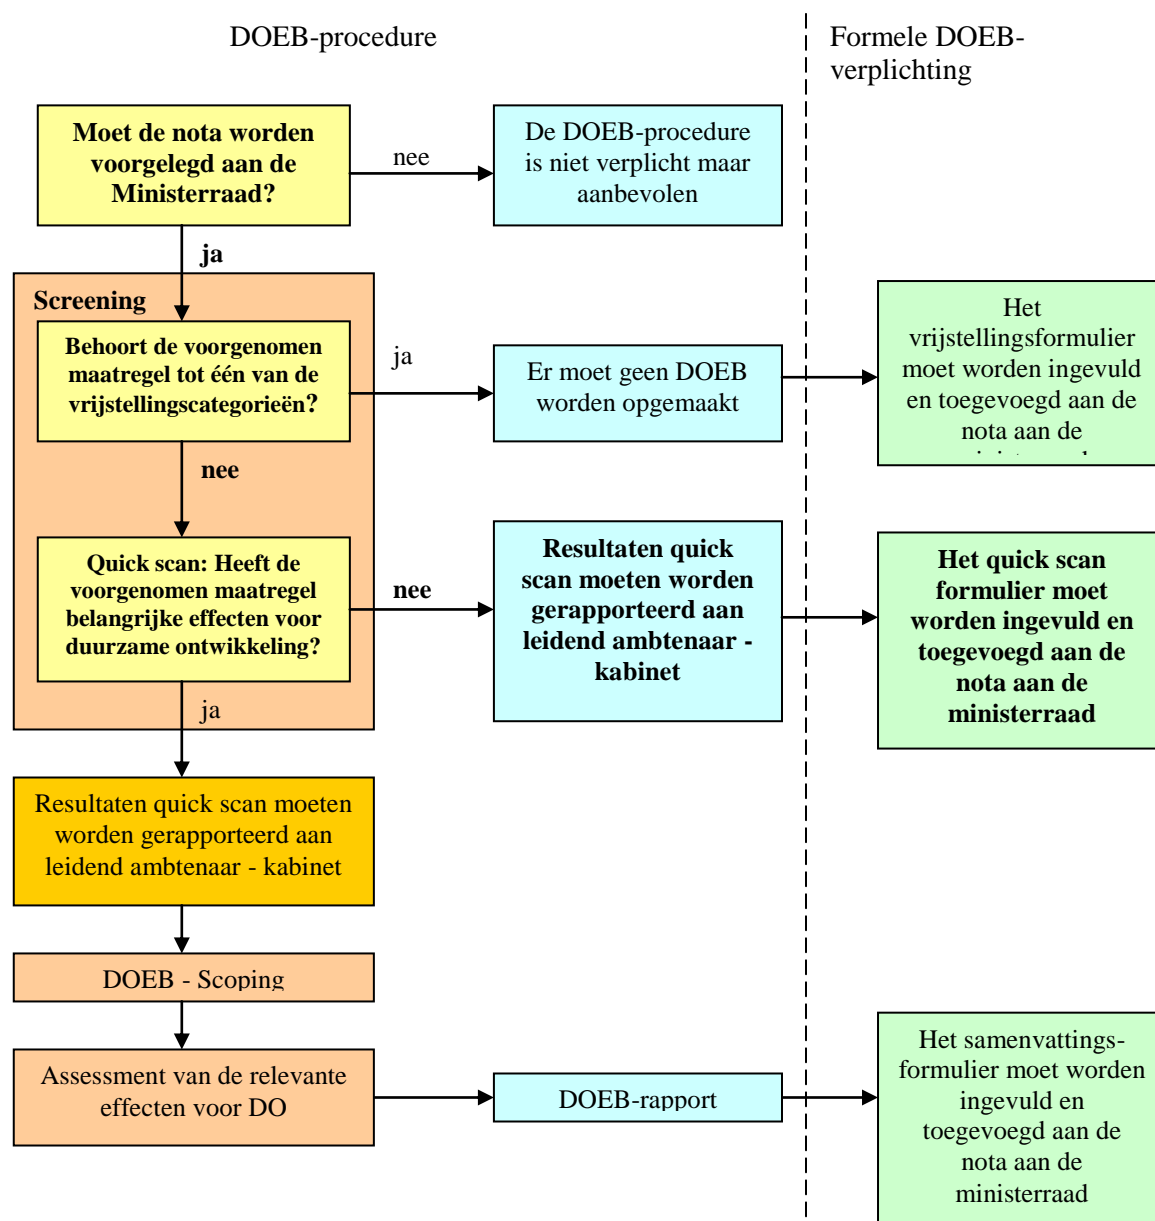 DOEB-procedure
Formele DOEB-
verplichting
Moet de nota worden
voorgelegd aan de
Ministerraad?
nee
De DOEB-procedure
is niet verplicht maar
aanbevolen
ja
Screening
Behoort de voorgenomen
maatregel tot één van de
vrijstellingscategorieën?
ja
Er moet geen DOEB
worden opgemaakt
Het
vrijstellingsformulier
moet worden ingevuld
en toegevoegd aan de
nota aan de
nee
Quick scan: Heeft de
voorgenomen maatregel
belangrijke effecten voor
duurzame ontwikkeling?
nee
Resultaten quick
scan moeten worden
gerapporteerd aan
leidend ambtenaar -
kabinet
Het quick scan
formulier moet
worden ingevuld en
toegevoegd aan de
nota aan de
ministerraad
ja
Resultaten quick scan moeten
worden gerapporteerd aan
leidend ambtenaar - kabinet
DOEB - Scoping
Assessment van de relevante
effecten voor DO
DOEB-rapport
Het samenvattings-
formulier moet worden
ingevuld en
toegevoegd aan de
nota aan de
ministerraad